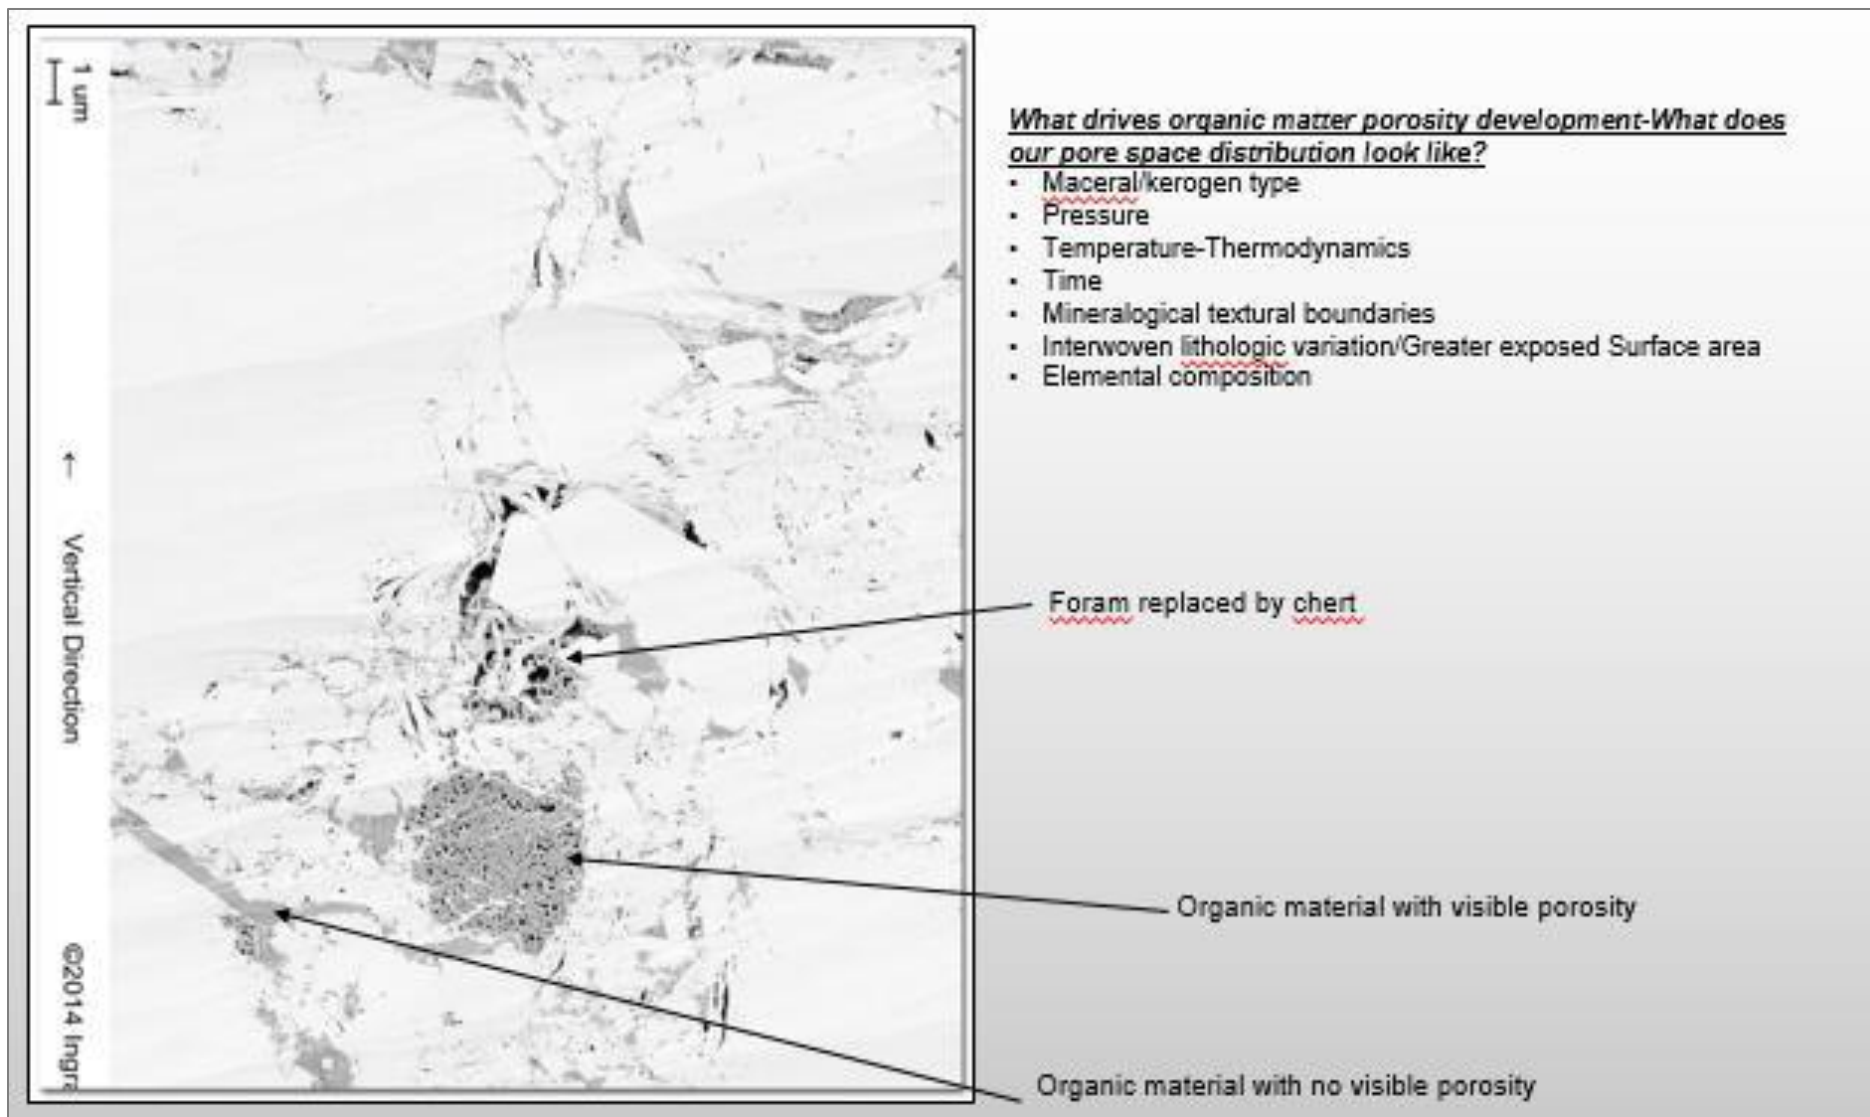 1 um
← Vertical Direction
©2014 Ingra
What drives organic matter porosity development-What does
our pore space distribution look like?
▪ Maceral/kerogen type
▪ Pressure
▪ Temperature-Thermodynamics
▪ Time
▪ Mineralogical textural boundaries
▪ Interwoven lithologic variation/Greater exposed Surface area
▪ Elemental composition
Foram replaced by chert
Organic material with visible porosity
Organic material with no visible porosity